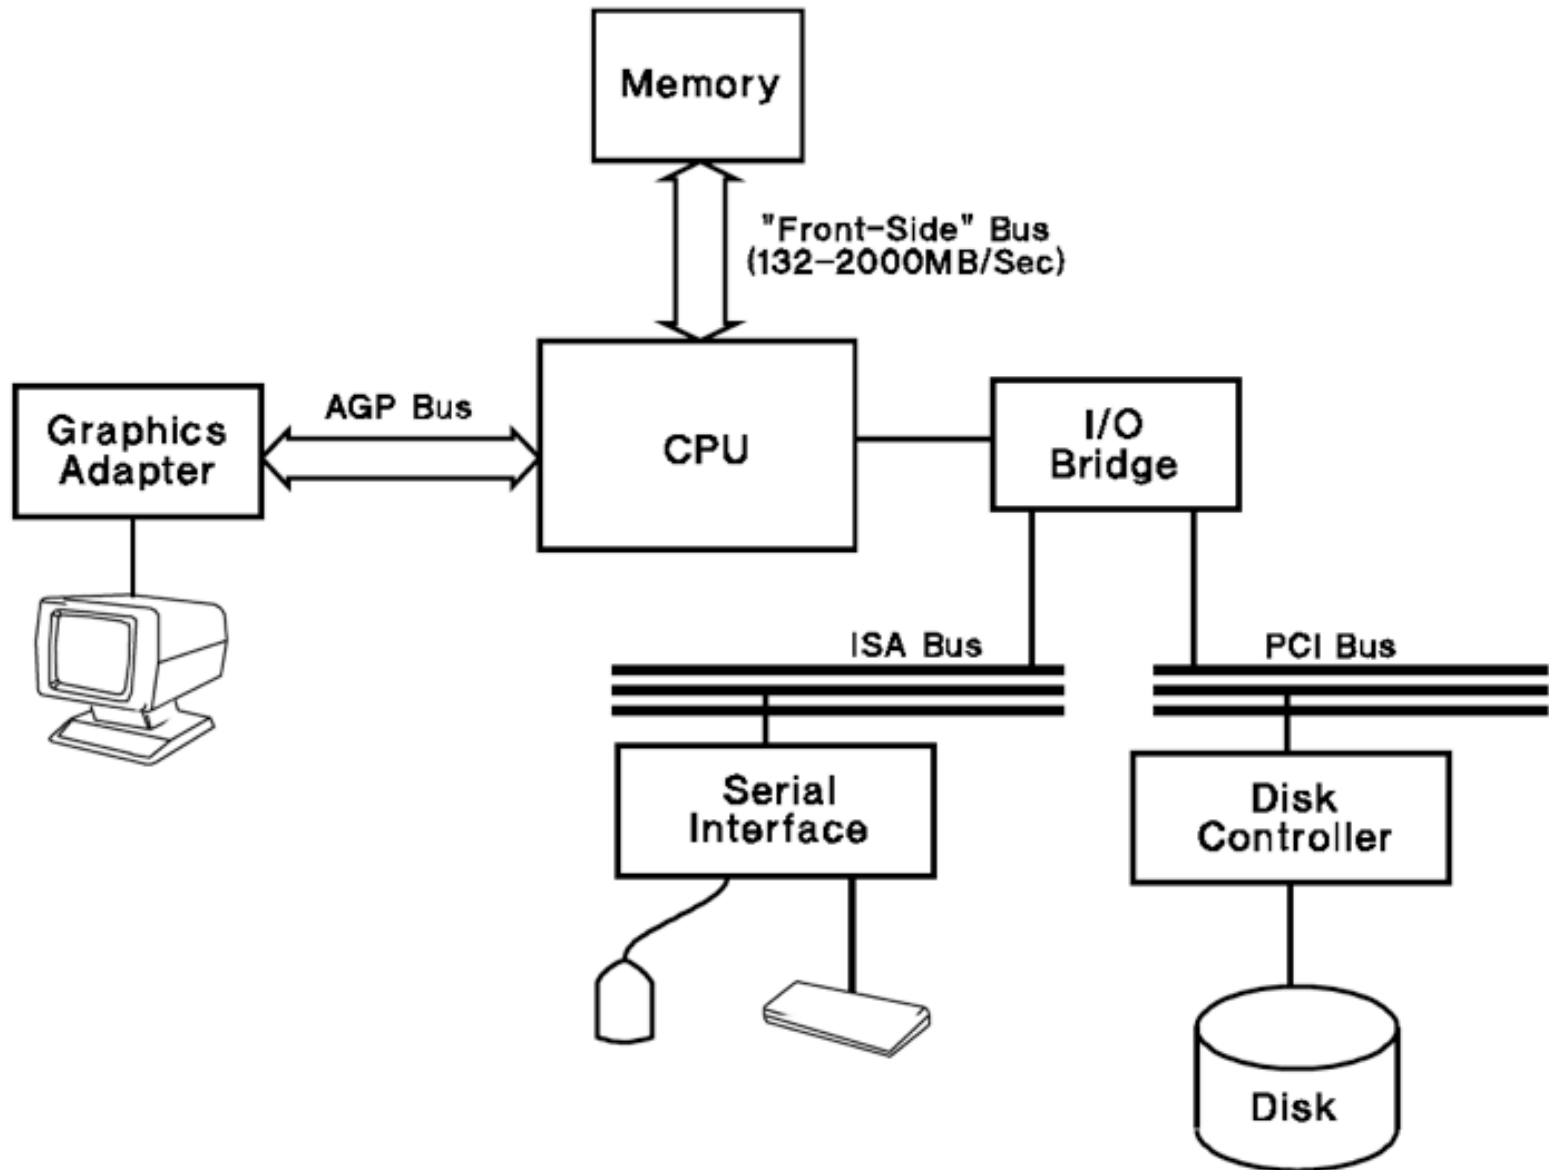 Memory
"Front-Side" Bus
(132-2000MB/Sec)
AGP Bus
Graphics
Adapter
CPU
I/O
Bridge
ISA Bus
PCI Bus
Serial
Interface
Disk
Controller
Disk